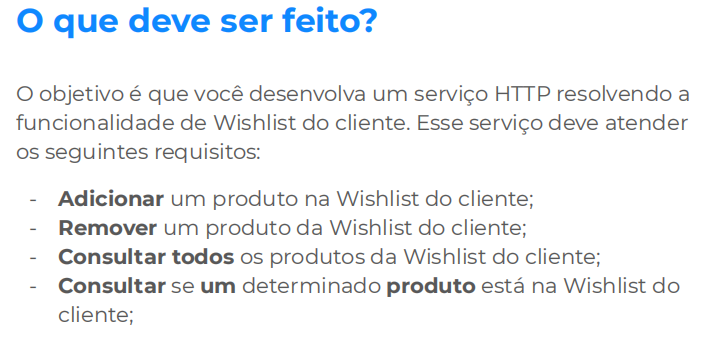 O que deve ser feito?
O objetivo é que você desenvolva um serviço HTTP resolvendo a
funcionalidade de Wishlist do cliente. Esse serviço deve atender
os seguintes requisitos:
- Adicionar um produto na Wishlist do cliente;
- Remover um produto da Wishlist do cliente;
- Consultar todos os produtos da Wishlist do cliente;
- Consultar se um determinado produto está na Wishlist do
cliente;